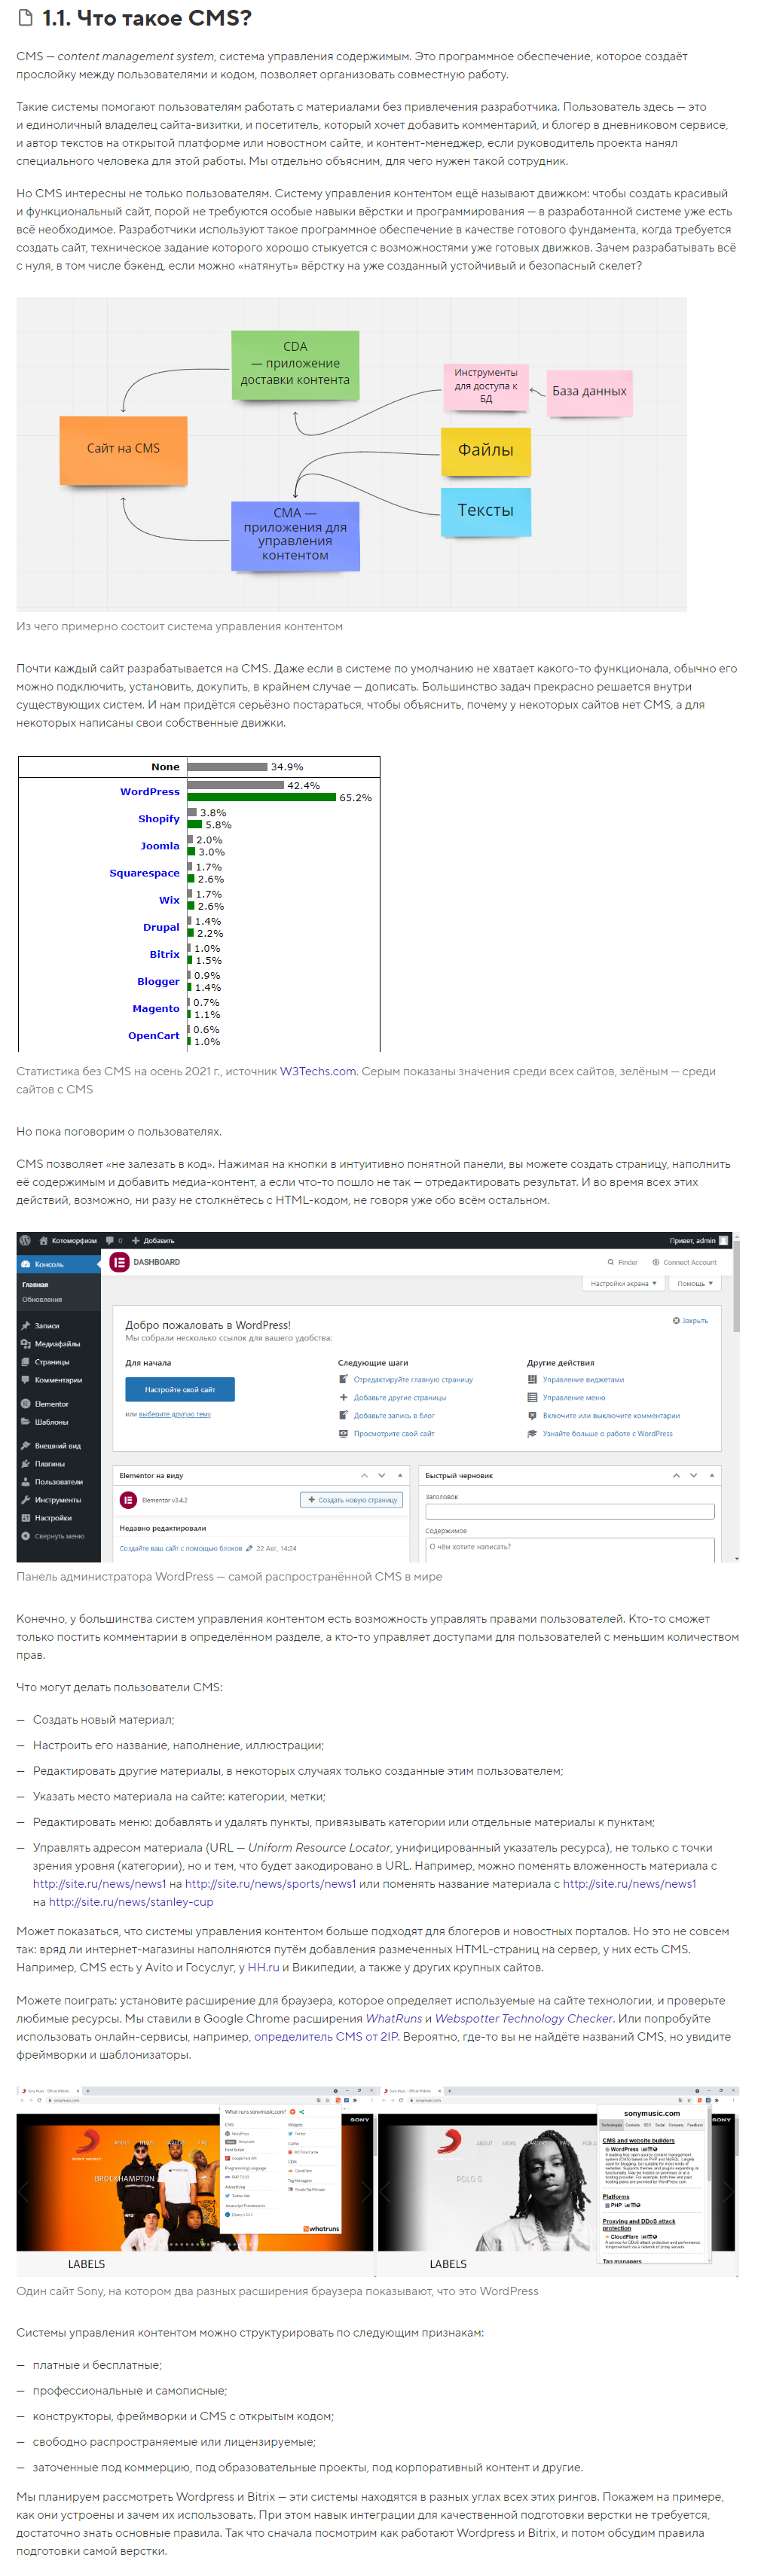 1.1. Что такое CMS?
CMS — content management system, система управления содержимым. Это программное обеспечение, которое создаёт
прослойку между пользователями и кодом, позволяет организовать совместную работу.
Такие системы помогают пользователям работать с материалами без привлечения разработчика. Пользователь здесь — это
и единоличный владелец сайта-визитки, и посетитель, который хочет добавить комментарий, и блогер в дневниковом сервисе,
и автор текстов на открытой платформе или новостном сайте, и контент-менеджер, если руководитель проекта нанял
специального человека для этой работы. Мы отдельно объясним, для чего нужен такой сотрудник.
Но CMS интересны не только пользователям. Систему управления контентом ещё называют движком: чтобы создать красивый
и функциональный сайт, порой не требуются особые навыки вёрстки и программирования — в разработанной системе уже есть
всё необходимое. Разработчики используют такое программное обеспечение в качестве готового фундамента, когда требуется
создать сайт, техническое задание которого хорошо стыкуется с возможностями уже готовых движков. Зачем разрабатывать всё
с нуля, в том числе бэкенд, если можно «натянуть» вёрстку на уже созданный устойчивый и безопасный скелет?
CDA
— приложение
доставки контента
Инструменты
для доступа к
БД
База данных
Сайт на CMS
Файлы
CMA —
приложения для
управления
контентом
Тексты
Из чего примерно состоит система управления контентом
Почти каждый сайт разрабатывается на CMS. Даже если в системе по умолчанию не хватает какого-то функционала, обычно его
можно подключить, установить, докупить, в крайнем случае — дописать. Большинство задач прекрасно решается внутри
существующих систем. И нам придётся серьёзно постараться, чтобы объяснить, почему у некоторых сайтов нет CMS, а для
некоторых написаны свои собственные движки.
None 34.9%
WordPress 42.4%
65.2%
Shopify 3.8%
5.8%
Joomla 2.0%
3.0%
Squarespace 1.7%
2.6%
Wix 1.7%
2.6%
Drupal 1.4%
2.2%
Bitrix 1.0%
1.5%
Blogger 0.9%
1.4%
Magento 0.7%
1.1%
OpenCart 0.6%
1.0%
Статистика без CMS на осень 2021 г., источник W3Techs.com. Серым показаны значения среди всех сайтов, зелёным — среди
сайтов с CMS
Но пока поговорим о пользователях.
CMS позволяет «не залезать в код». Нажимая на кнопки в интуитивно понятной панели, вы можете создать страницу, наполнить
её содержимым и добавить медиа-контент, а если что-то пошло не так — отредактировать результат. И во время всех этих
действий, возможно, ни разу не столкнётесь с HTML-кодом, не говоря уже обо всём остальном.
Котоморфизм 0 + Добавить Привет, admin
Консоль
Главная
Обновления
Записи
Медиафайлы
Страницы
Комментарии
Elementor
Шаблоны
Внешний вид
Плагины
Пользователи
Инструменты
Настройки
Свернуть меню
DASHBOARD Finder Connect Account
Настройки экрана Помощь
Добро пожаловать в WordPress! Закрыть
Мы собрали несколько ссылок для вашего удобства:
Для начала
Настройте свой сайт
или выберите другую тему
Следующие шаги
Отредактируйте главную страницу
Добавьте другие страницы
Добавьте запись в блог
Просмотрите свой сайт
Другие действия
Управление виджетами
Управление меню
Включите или выключите комментарии
Узнайте больше о работе с WordPress
Elementor на виду
Elementor v3.4.2 + Создать новую страницу
Недавно редактировали
Создайте ваш сайт с помощью блоков 22 Авг, 14:24
Быстрый черновик
Заголовок
Содержимое
О чём хотите написать?
Панель администратора WordPress — самой распространённой CMS в мире
Конечно, у большинства систем управления контентом есть возможность управлять правами пользователей. Кто-то сможет
только постить комментарии в определённом разделе, а кто-то управляет доступами для пользователей с меньшим количеством
прав.
Что могут делать пользователи CMS:
— Создать новый материал;
— Настроить его название, наполнение, иллюстрации;
— Редактировать другие материалы, в некоторых случаях только созданные этим пользователем;
— Указать место материала на сайте: категории, метки;
— Редактировать меню: добавлять и удалять пункты, привязывать категории или отдельные материалы к пунктам;
— Управлять адресом материала (URL — Uniform Resource Locator, унифицированный указатель ресурса), не только с точки
зрения уровня (категории), но и тем, что будет закодировано в URL. Например, можно поменять вложенность материала с
http://site.ru/news/news1 на http://site.ru/news/sports/news1 или поменять название материала с http://site.ru/news/news1
на http://site.ru/news/stanley-cup
Может показаться, что системы управления контентом больше подходят для блогеров и новостных порталов. Но это не совсем
так: вряд ли интернет-магазины наполняются путём добавления размеченных HTML-страниц на сервер, у них есть CMS.
Например, CMS есть у Avito и Госуслуг, у HH.ru и Википедии, а также у других крупных сайтов.
Можете поиграть: установите расширение для браузера, которое определяет используемые на сайте технологии, и проверьте
любимые ресурсы. Мы ставили в Google Chrome расширения WhatRuns и Webspotter Technology Checker. Или попробуйте
использовать онлайн-сервисы, например, определитель CMS от 2IP. Вероятно, где-то вы не найдёте названий CMS, но увидите
фреймворки и шаблонизаторы.
What runs sonymusic.com?
SONY
BROCKHAMPTON
whatruns
LABELS
sonymusic.com
SONY
POLO G
CMS and website builders
WordPress
Platforms
PHP
Proxying and DDoS attack
protection
CloudFlare
Tag managers
LABELS
Один сайт Sony, на котором два разных расширения браузера показывают, что это WordPress
Системы управления контентом можно структурировать по следующим признакам:
— платные и бесплатные;
— профессиональные и самописные;
— конструкторы, фреймворки и CMS с открытым кодом;
— свободно распространяемые или лицензируемые;
— заточенные под коммерцию, под образовательные проекты, под корпоративный контент и другие.
Мы планируем рассмотреть Wordpress и Bitrix — эти системы находятся в разных углах всех этих рингов. Покажем на примере,
как они устроены и зачем их использовать. При этом навык интеграции для качественной подготовки верстки не требуется,
достаточно знать основные правила. Так что сначала посмотрим как работают Wordpress и Bitrix, и потом обсудим правила
подготовки самой верстки.